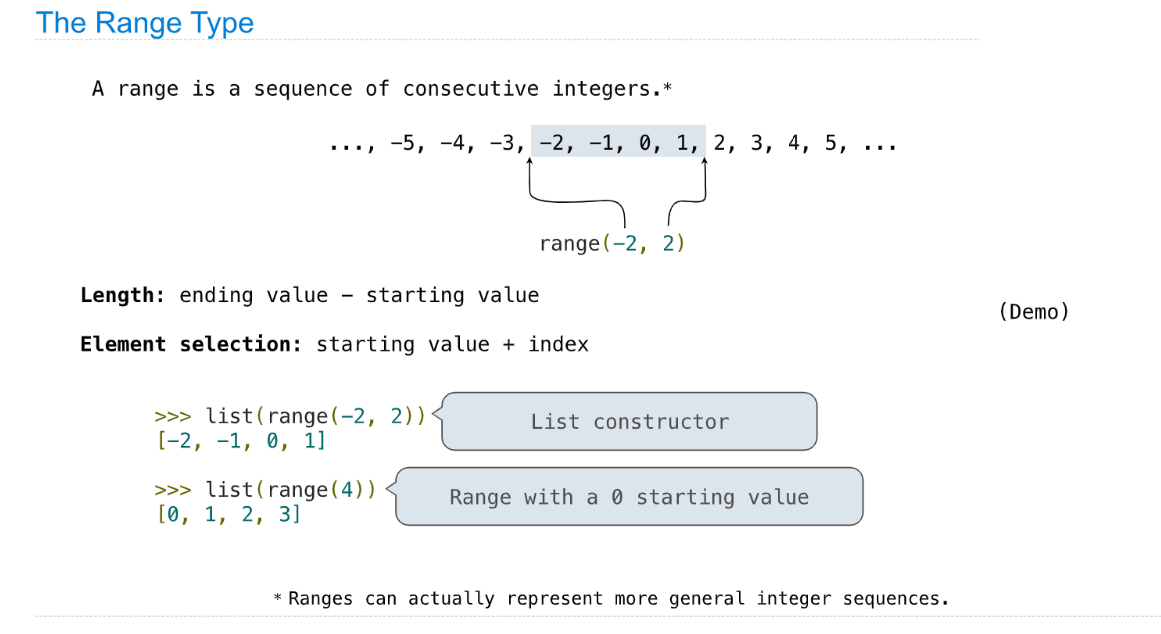 The Range Type
A range is a sequence of consecutive integers.*
..., -5, -4, -3, -2, -1, 0, 1, 2, 3, 4, 5, ...
range(-2, 2)
Length: ending value - starting value
(Demo)
Element selection: starting value + index
>>> list(range(-2, 2))
List constructor
[-2, -1, 0, 1]
>>> list(range(4))
Range with a 0 starting value
[0, 1, 2, 3]
* Ranges can actually represent more general integer sequences.